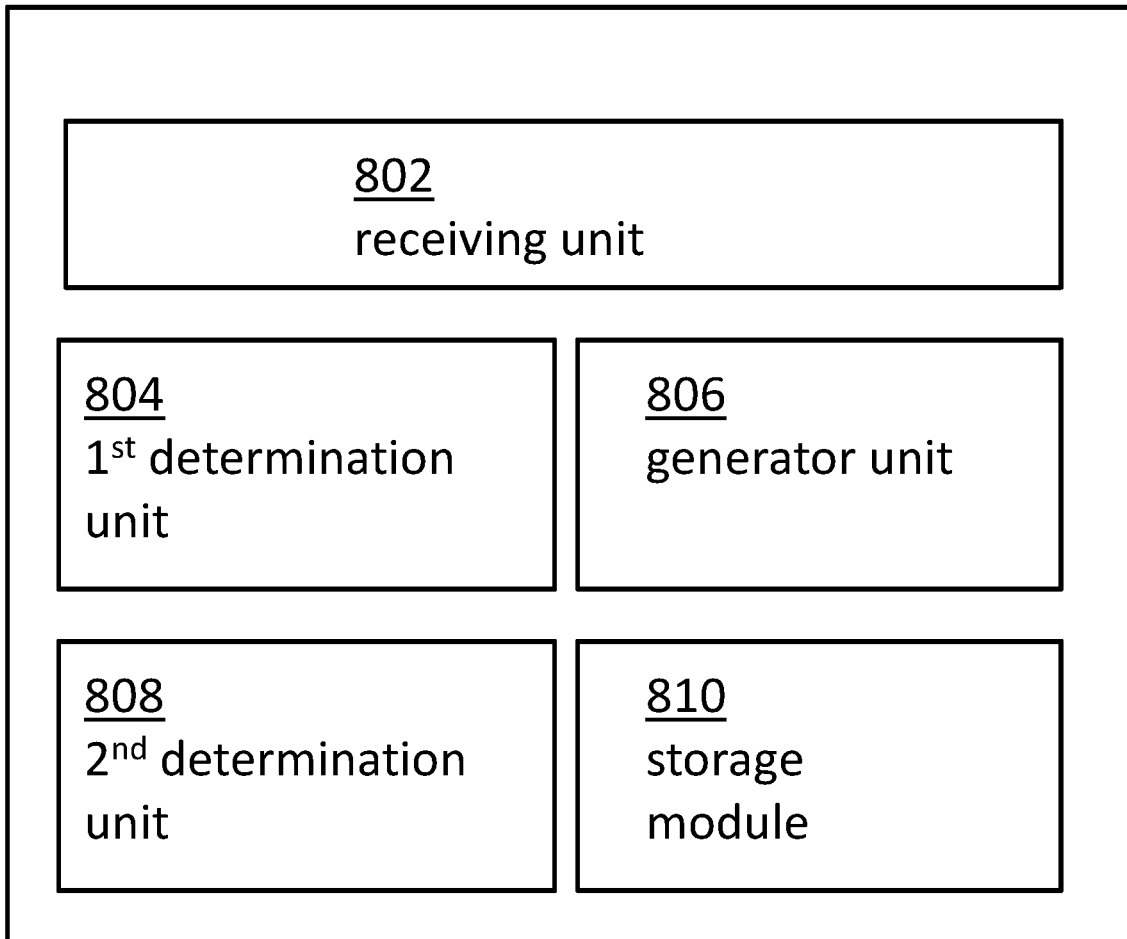 802
receiving unit
804
1st determination
unit
806
generator unit
808
2nd determination
unit
810
storage
module